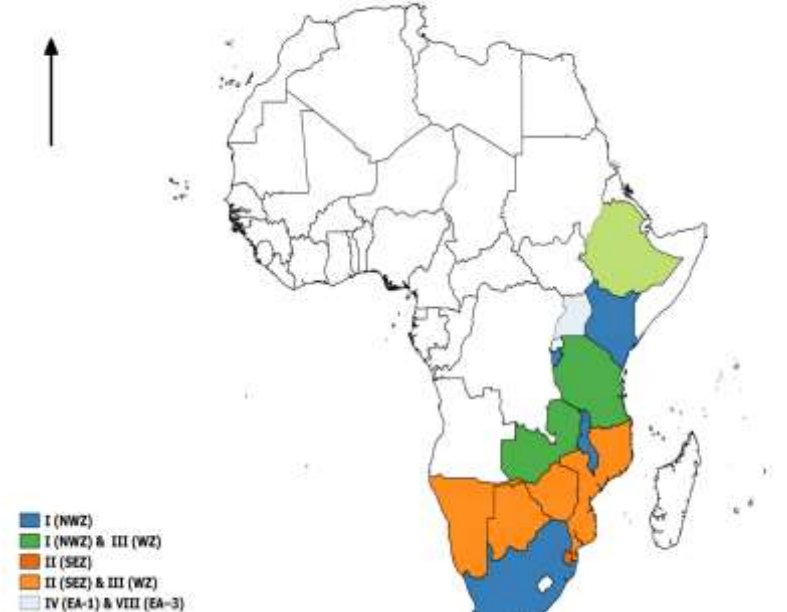 I (NWZ)
I (NWZ) & III (WZ)
II (SEZ)
II (SEZ) & III (WZ)
IV (EA-1) & VIII (EA-3)